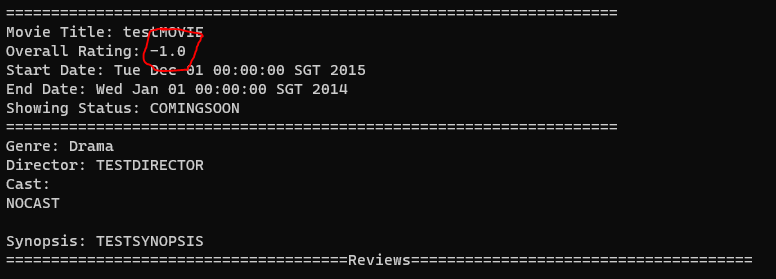 ====================================================================
Movie Title: testMOVIE
Overall Rating: -1.0
Start Date: Tue Dec 01 00:00:00 SGT 2015
End Date: Wed Jan 01 00:00:00 SGT 2014
Showing Status: COMINGSOON
====================================================================
Genre: Drama
Director: TESTDIRECTOR
Cast:
NOCAST
Synopsis: TESTSYNOPSIS
======================================Reviews======================================